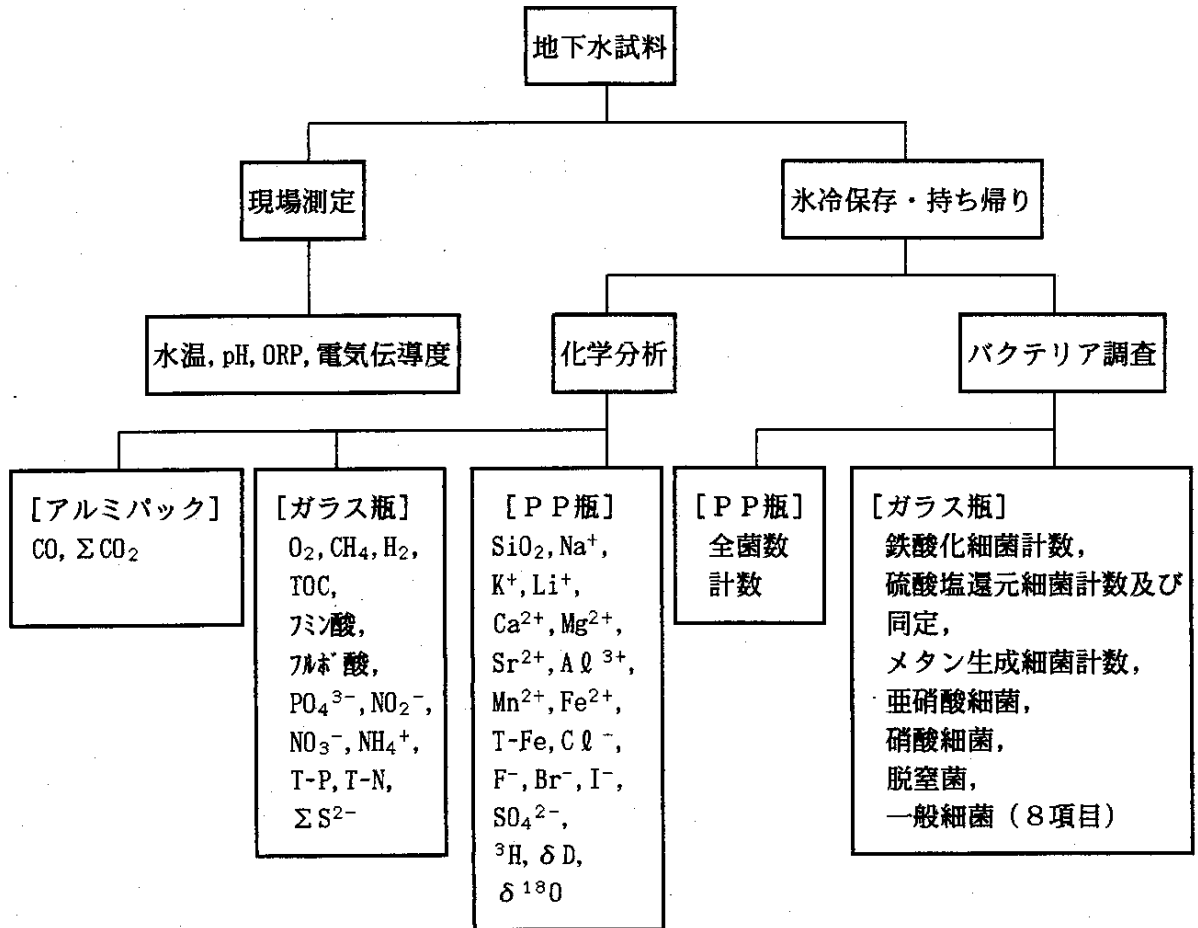 地下水試料
現場測定
氷冷保存・持ち帰り
水温, pH, ORP, 電気伝導度
化学分析
バクテリア調査
[アルミパック]
CO, ΣCO₂
[ガラス瓶]
O₂, CH₄, H₂,
TOC,
フミン酸,
フルボ酸,
PO₄³⁻, NO₂⁻,
NO₃⁻, NH₄⁺,
T-P, T-N,
ΣS²⁻
[PP瓶]
SiO₂, Na⁺,
K⁺, Li⁺,
Ca²⁺, Mg²⁺,
Sr²⁺, Aℓ³⁺,
Mn²⁺, Fe²⁺,
T-Fe, Cℓ⁻,
F⁻, Br⁻, I⁻,
SO₄²⁻,
³H, δD,
δ¹⁸O
[PP瓶]
全菌数
計数
[ガラス瓶]
鉄酸化細菌計数,
硫酸塩還元細菌計数及び
同定,
メタン生成細菌計数,
亜硝酸細菌,
硝酸細菌,
脱窒菌,
一般細菌（8項目）